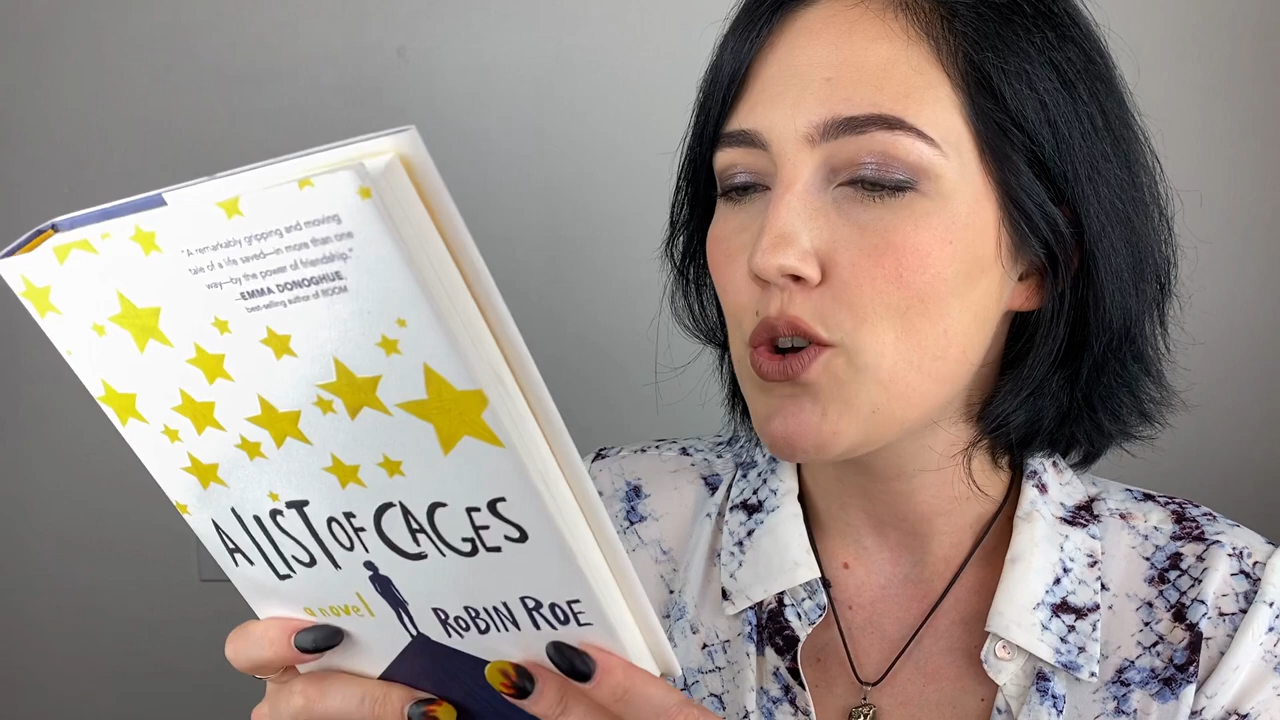 "A remarkably gripping and moving
tale of a life saved—in more than one
way—by the power of friendship."
—EMMA DONOGHUE,
best-selling author of ROOM
A LIST OF CAGES
a novel
ROBIN ROE